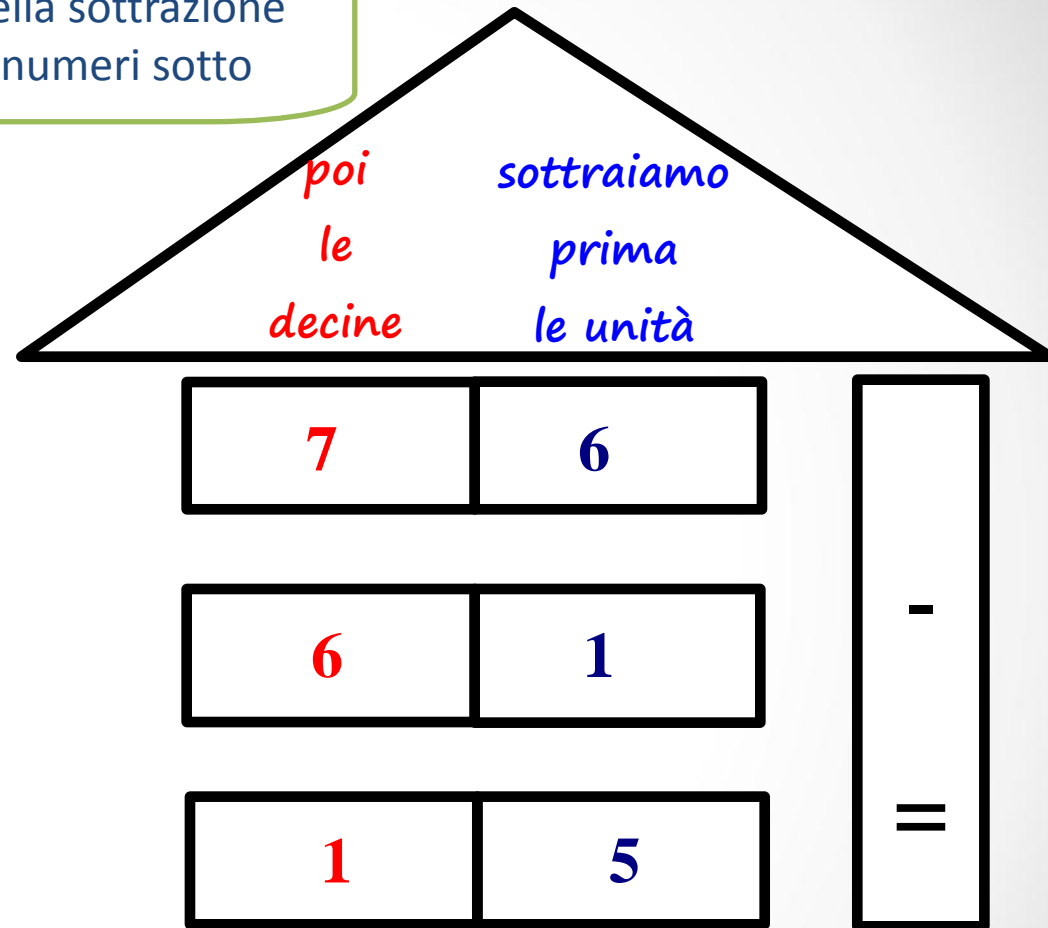 ella sottrazione
numeri sotto
poi
le
decine
sottraiamo
prima
le unità
7 6
6 1
-
1 5
=